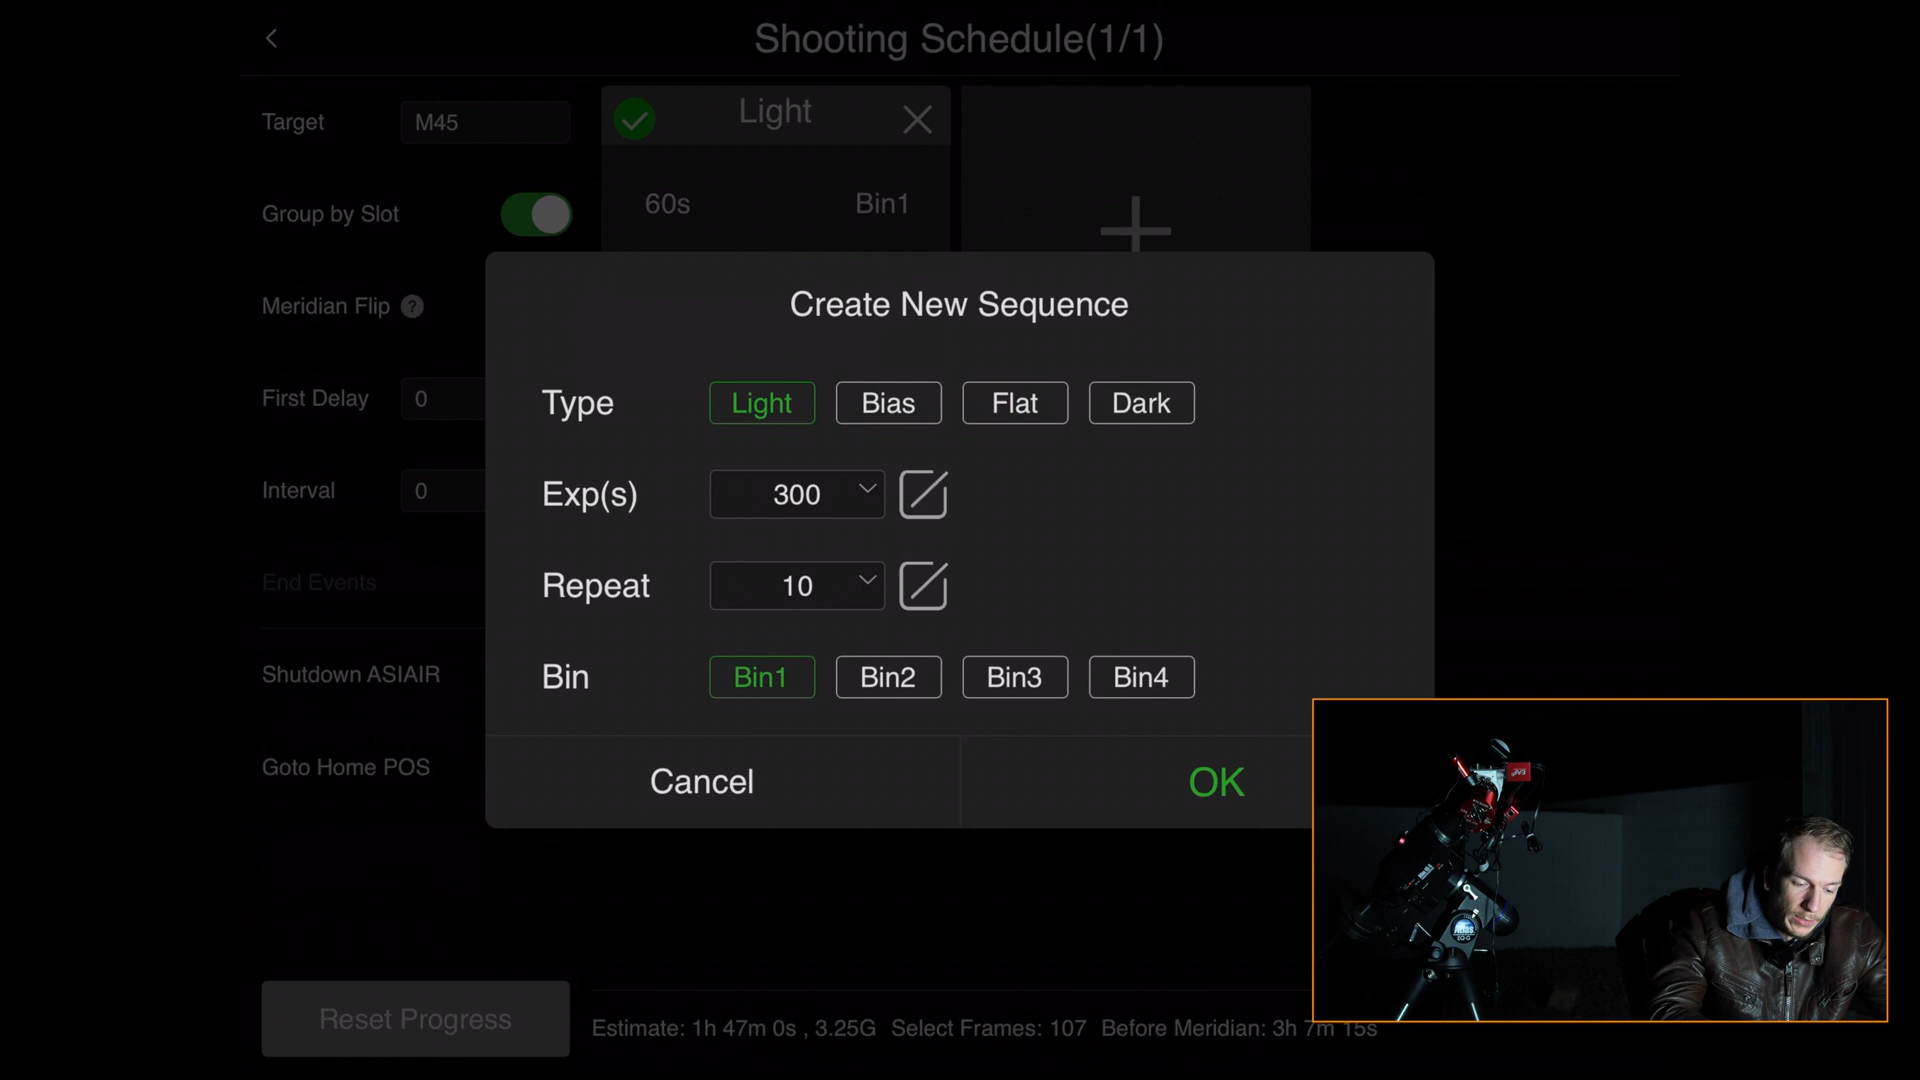 Shooting Schedule(1/1)
Target M45
Light
Group by Slot
60s Bin1
Meridian Flip ?
First Delay 0
Interval 0
End Events
Shutdown ASIAIR
Goto Home POS
Create New Sequence
Type Light Bias Flat Dark
Exp(s) 300
Repeat 10
Bin Bin1 Bin2 Bin3 Bin4
Cancel OK
Reset Progress
Estimate: 1h 47m 0s , 3.25G Select Frames: 107 Before Meridian: 3h 7m 15s
EQ-G